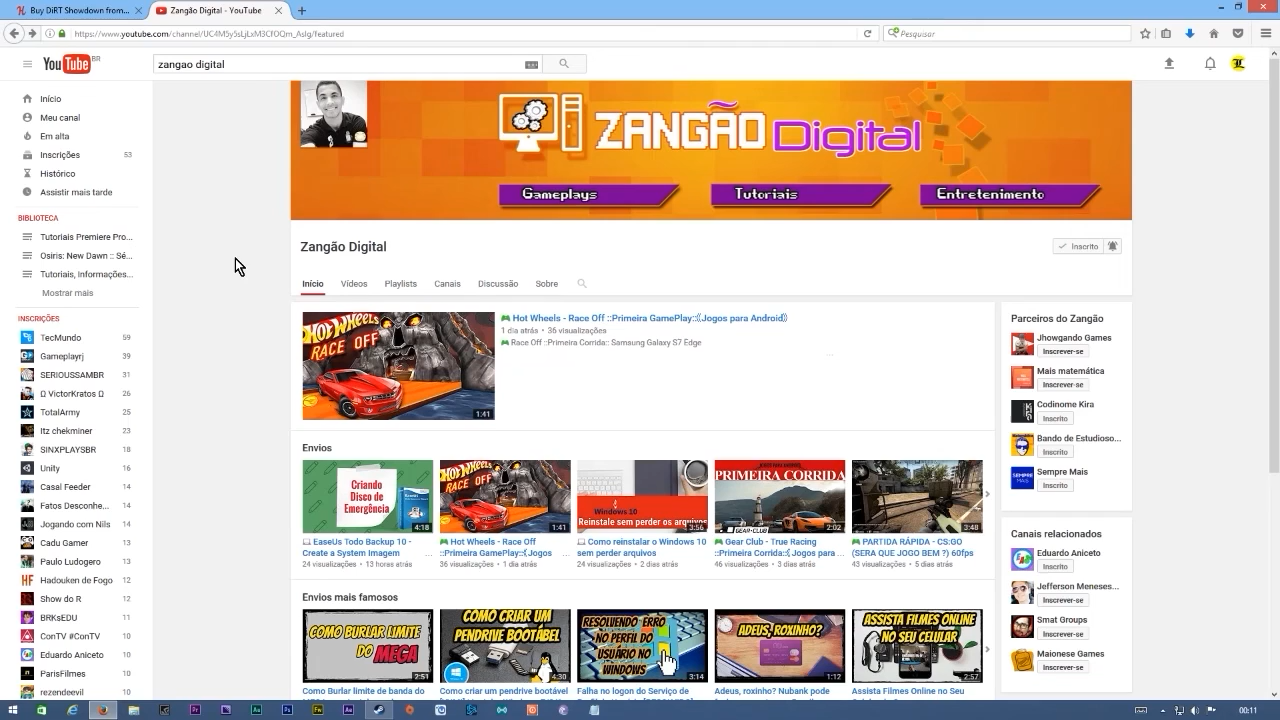 Buy DiRT Showdown from...
Zangão Digital - YouTube
https://www.youtube.com/channel/UC4M5y5sLjLxM3CfOQm_AsIg/featured
Pesquisar
YouTube BR
zangao digital
Início
Meu canal
Em alta
Inscrições 53
Histórico
Assistir mais tarde
BIBLIOTECA
Tutoriais Premiere Pro...
Osiris: New Dawn :: Sé...
Tutoriais, Informações...
Mostrar mais
INSCRIÇÕES
TecMundo 59
Gameplayrj 39
SERIOUSSAMBR 31
Ω VictorKratos Ω 26
TotalArmy 25
Itz chekminer 23
SINXPLAYSBR 18
Unity 16
Casal Feeder 14
Fatos Desconhe... 14
Jogando com Nils 14
Cadu Gamer 13
Paulo Ludogero 13
Hadouken de Fogo 12
Show do R 12
BRKsEDU 11
ConTV #ConTV 10
Eduardo Aniceto 10
ParisFilmes 10
rezendeevil 10
ZANGÃO Digital
Gameplays
Tutoriais
Entretenimento
Zangão Digital
Inscrito
Início
Vídeos
Playlists
Canais
Discussão
Sobre
HOT WHEELS
RACE OFF
1:41
Hot Wheels - Race Off ::Primeira GamePlay::⟪Jogos para Android⟫
1 dia atrás • 36 visualizações
Race Off ::Primeira Corrida:: Samsung Galaxy S7 Edge
Envios
Criando
Disco de
Emergência
4:18
EaseUs Todo Backup 10 -
Create a System Imagem
24 visualizações • 13 horas atrás
HOT WHEELS
RACE OFF
1:41
Hot Wheels - Race Off
::Primeira GamePlay::⟪Jogos
36 visualizações • 1 dia atrás
Windows 10
Reinstale sem perder os arquivos
3:56
Como reinstalar o Windows 10
sem perder arquivos
24 visualizações • 2 dias atrás
PRIMEIRA CORRIDA
GEAR·CLUB
2:02
Gear Club - True Racing
::Primeira Corrida::⟪Jogos para ...
46 visualizações • 3 dias atrás
3:48
PARTIDA RÁPIDA - CS:GO
(SERA QUE JOGO BEM ?) 60fps
43 visualizações • 5 dias atrás
Envios mais famosos
COMO BURLAR LIMITE
DO MEGA
2:51
Como Burlar limite de banda do
COMO CRIAR UM
PENDRIVE BOOTÁBEL
4:30
Como criar um pendrive bootável
RESOLVENDO ERRO
NO PERFIL DO
USUÁRIO NO
WINDOWS
3:14
Falha no logon do Serviço de
ADEUS, ROXINHO?
1:12
Adeus, roxinho? Nubank pode
ASSISTA FILMES ONLINE
NO SEU CELULAR
2:57
Assista Filmes Online no Seu
Parceiros do Zangão
Jhowgando Games
Inscrever-se
Mais matemática
Inscrever-se
Codinome Kira
Inscrito
Bando de Estudioso...
Inscrito
SEMPRE
MAIS
Sempre Mais
Inscrito
Canais relacionados
Eduardo Aniceto
Inscrito
Jefferson Meneses...
Inscrever-se
Smat Groups
Inscrever-se
Maionese Games
Inscrever-se
00:11